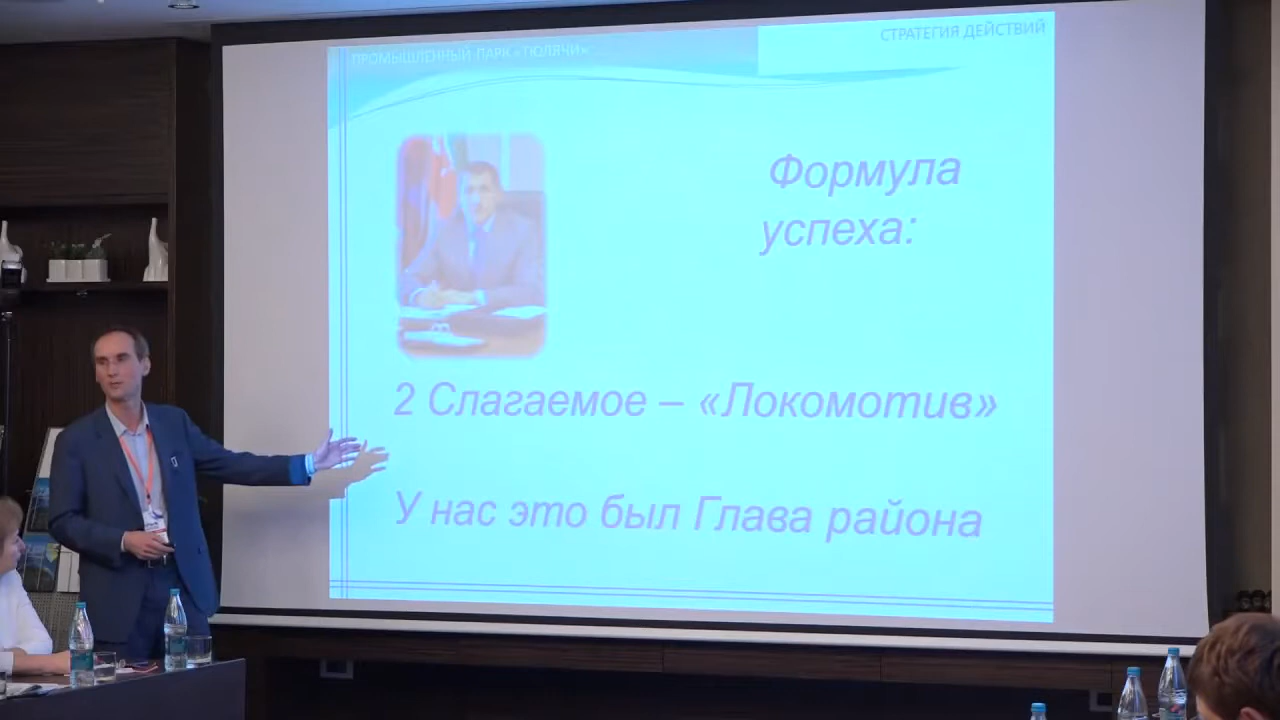 ПРОМЫШЛЕННЫЙ ПАРК «ТЮЛЯЧИ»
СТРАТЕГИЯ ДЕЙСТВИЙ
Формула
успеха:
2 Слагаемое – «Локомотив»
У нас это был Глава района